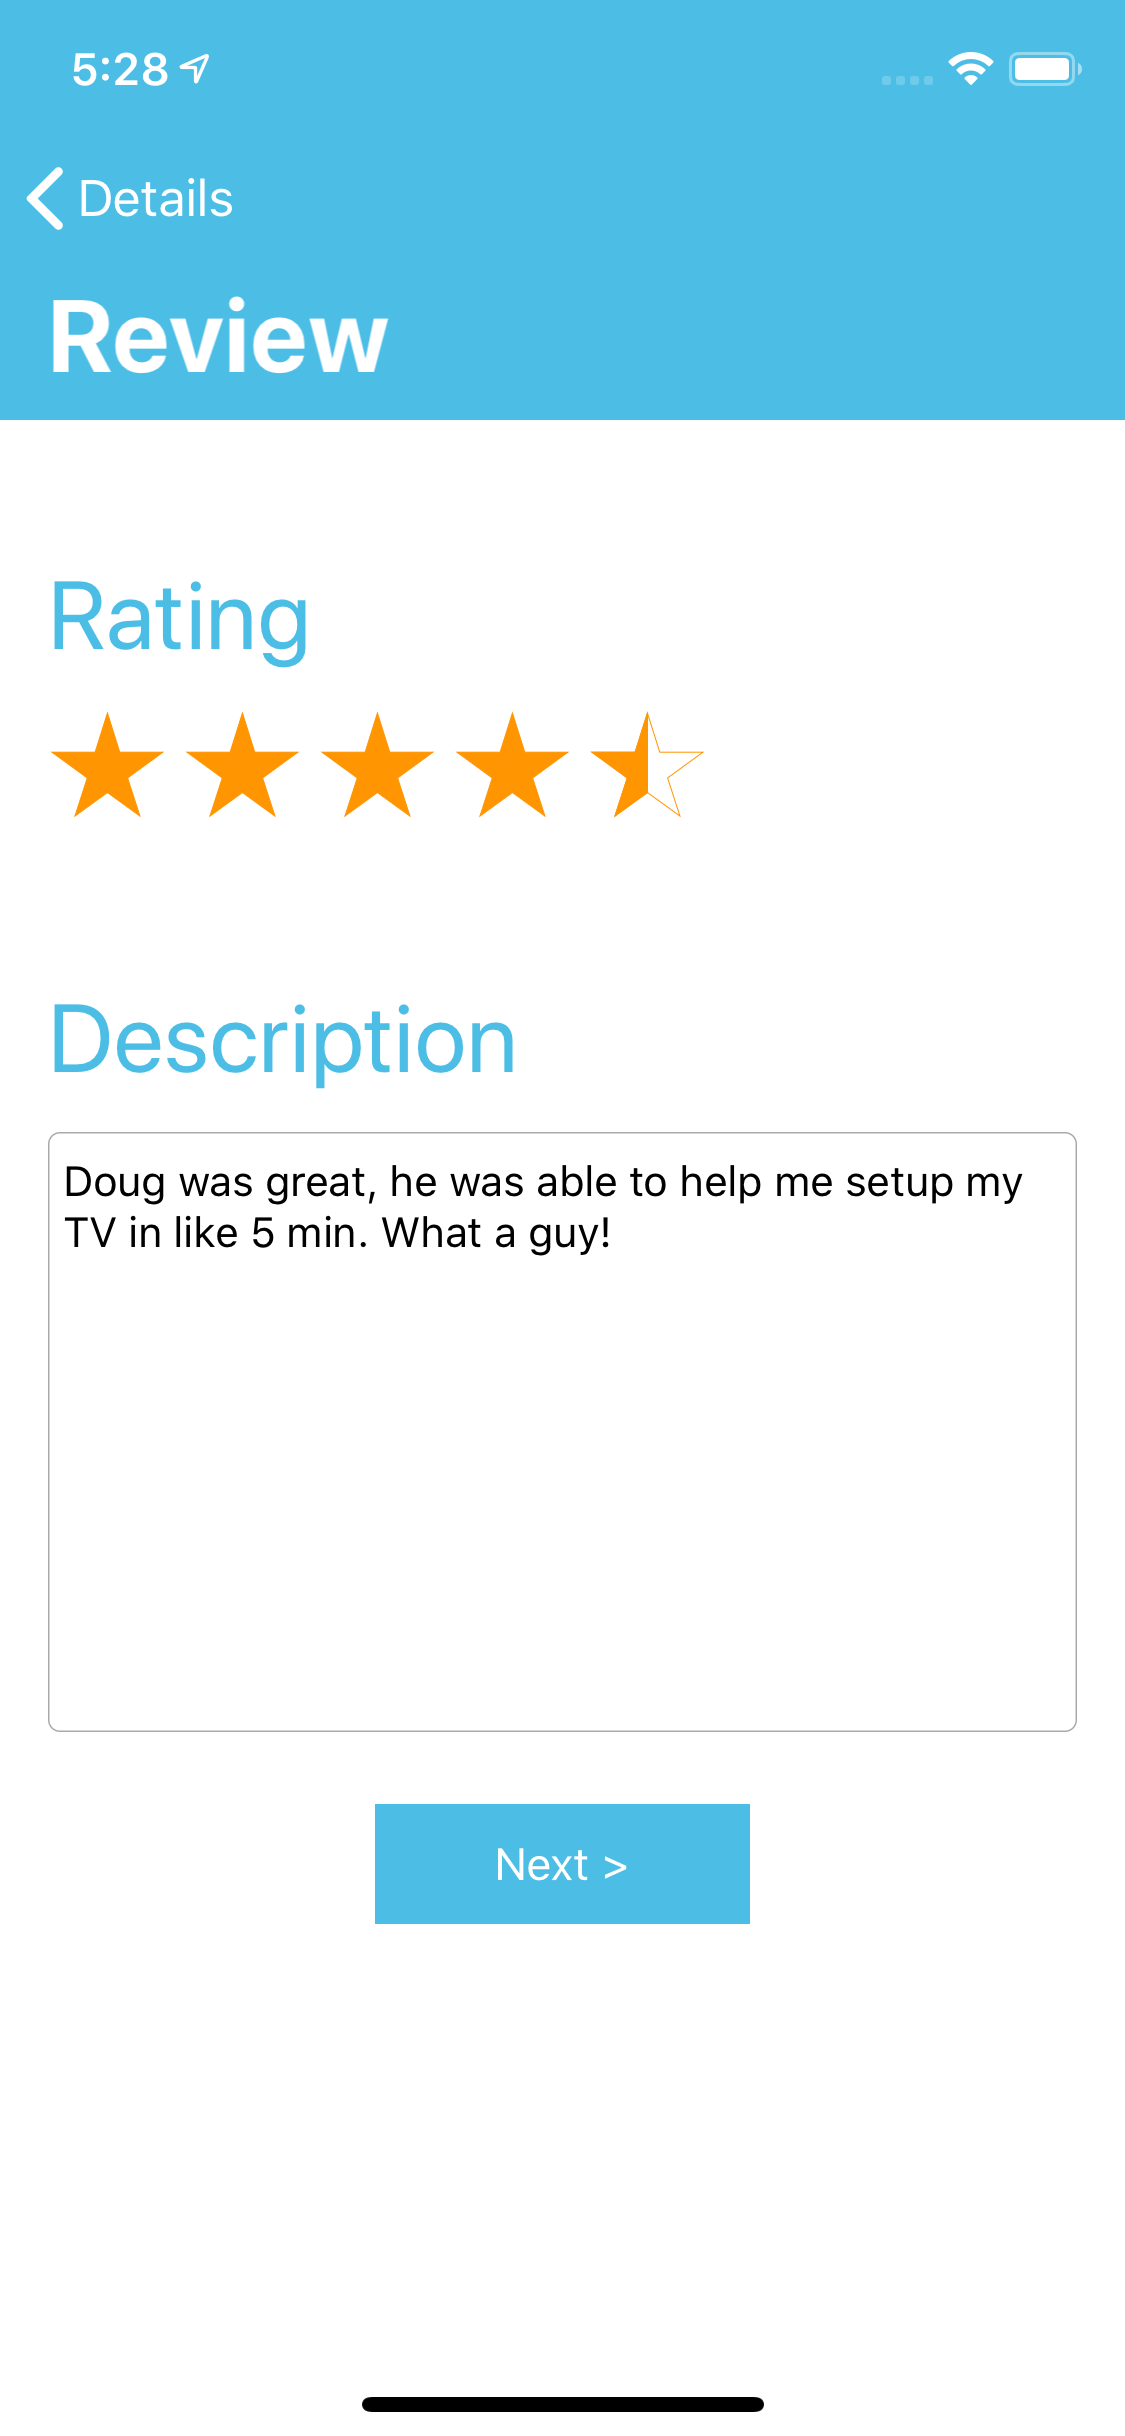 5:28
Details
Review
Rating
Description
Doug was great, he was able to help me setup my
TV in like 5 min. What a guy!
Next >